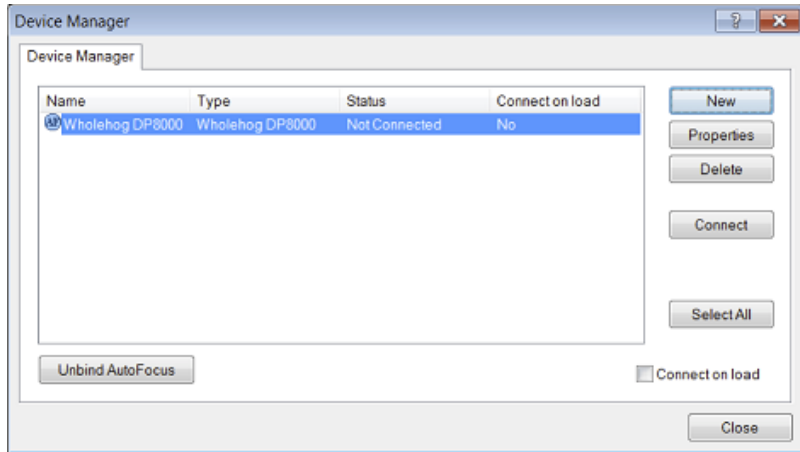 Device Manager
Device Manager
Name Type Status Connect on load
Wholehog DP8000 Wholehog DP8000 Not Connected No
New
Properties
Delete
Connect
Select All
Unbind AutoFocus
Connect on load
Close